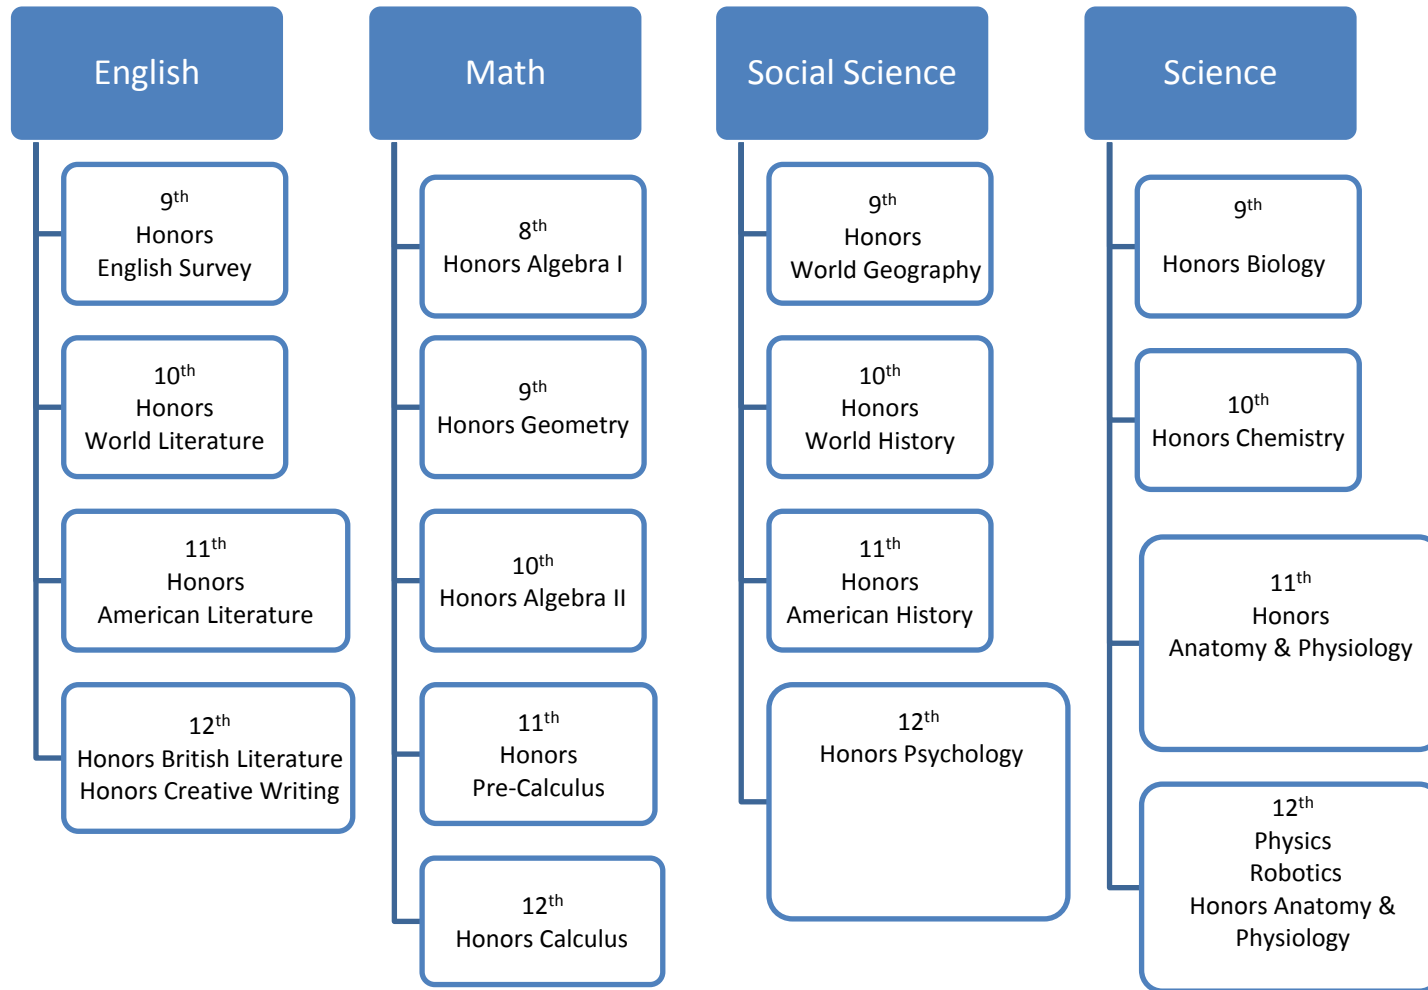 English
9th
Honors
English Survey
10th
Honors
World Literature
11th
Honors
American Literature
12th
Honors British Literature
Honors Creative Writing
Math
8th
Honors Algebra I
9th
Honors Geometry
10th
Honors Algebra II
11th
Honors
Pre-Calculus
12th
Honors Calculus
Social Science
9th
Honors
World Geography
10th
Honors
World History
11th
Honors
American History
12th
Honors Psychology
Science
9th
Honors Biology
10th
Honors Chemistry
11th
Honors
Anatomy & Physiology
12th
Physics
Robotics
Honors Anatomy &
Physiology